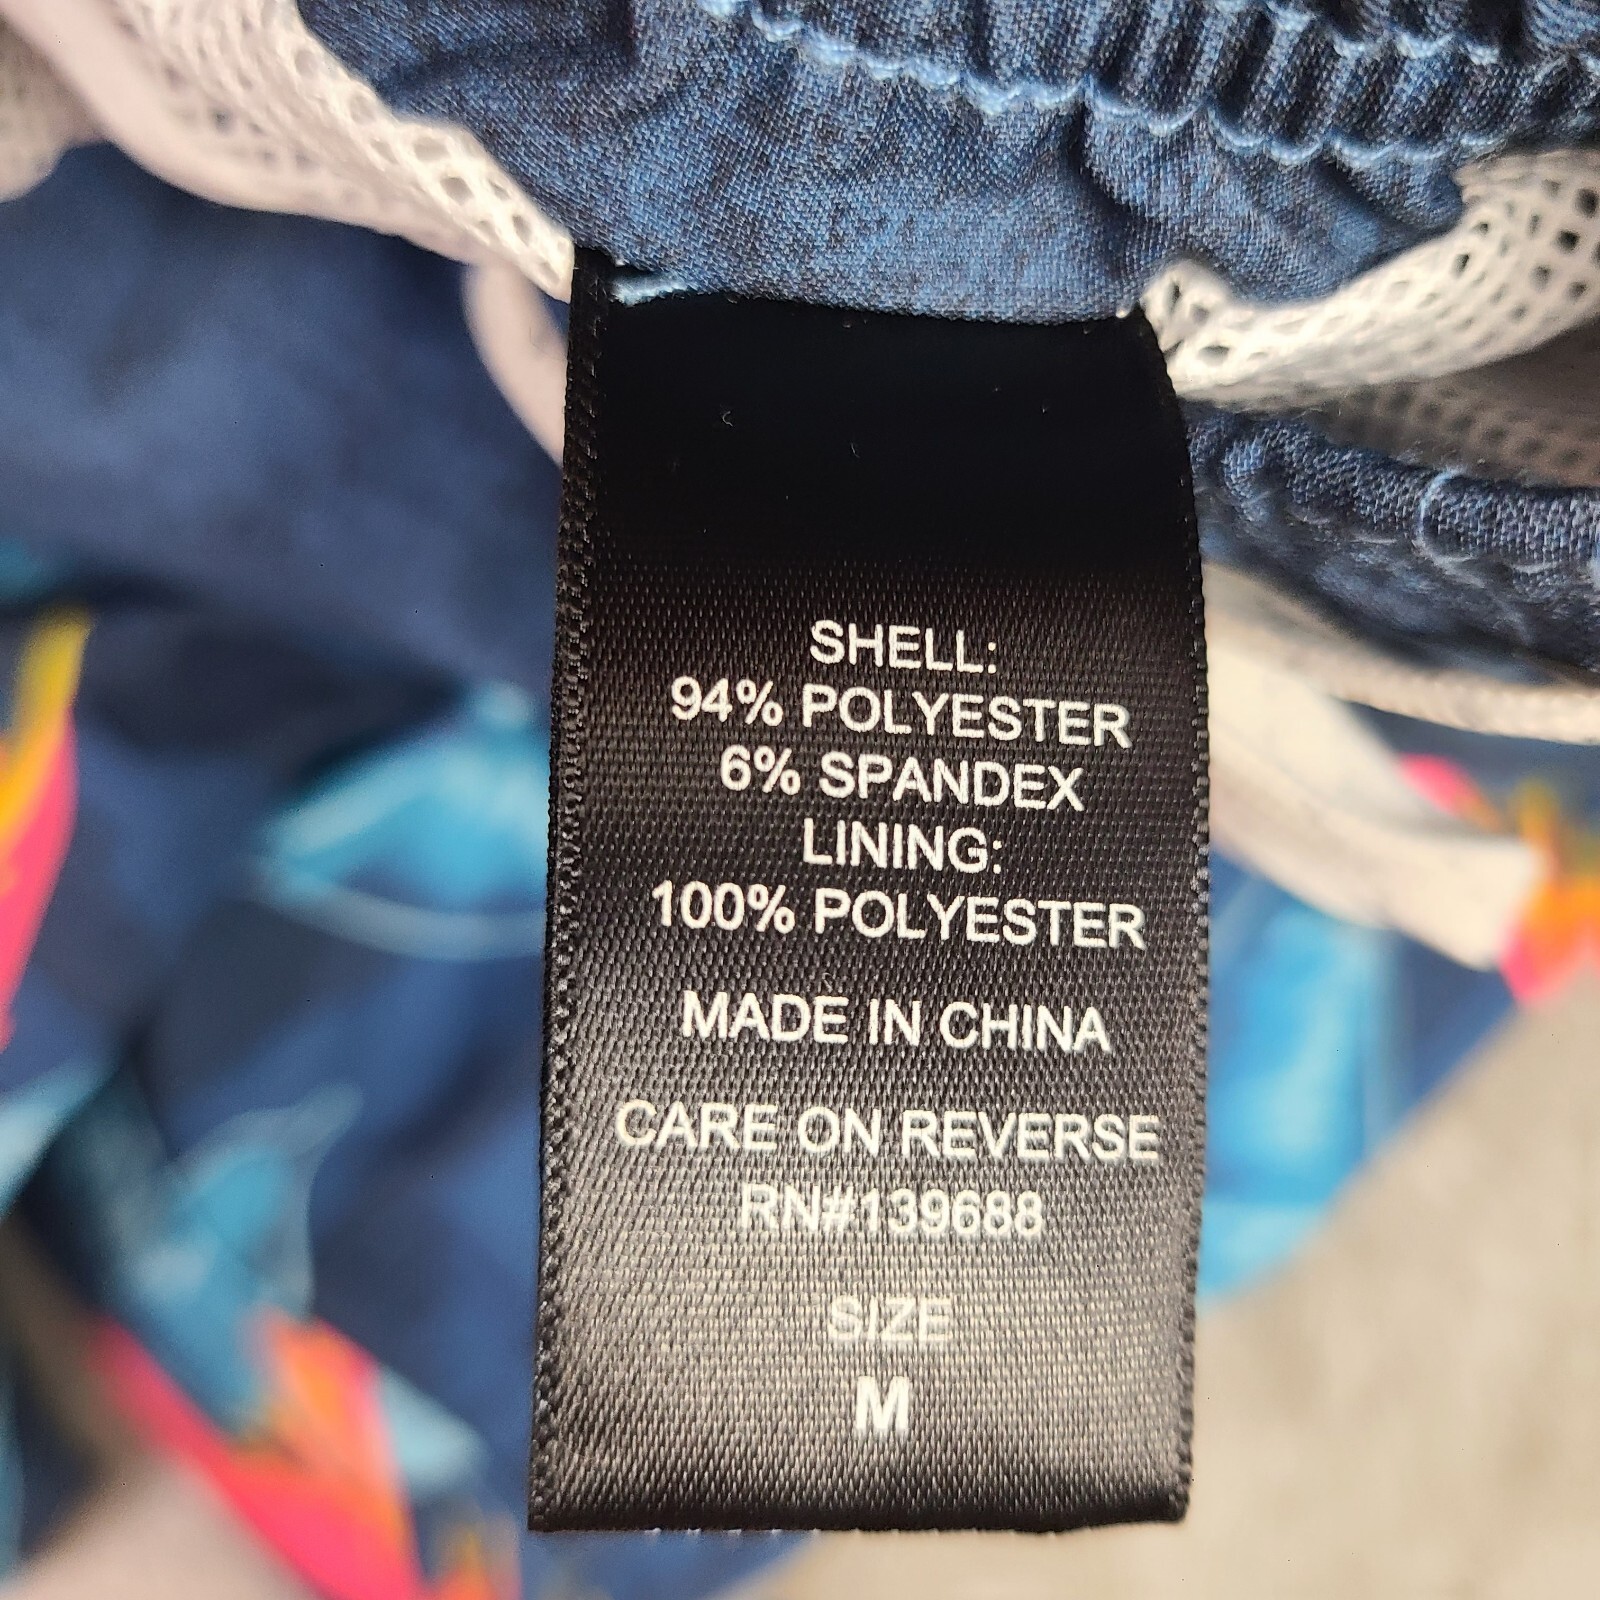 SHELL:
94% POLYESTER
6% SPANDEX
LINING:
100% POLYESTER
MADE IN CHINA
CARE ON REVERSE
RN#139688
SIZE
M